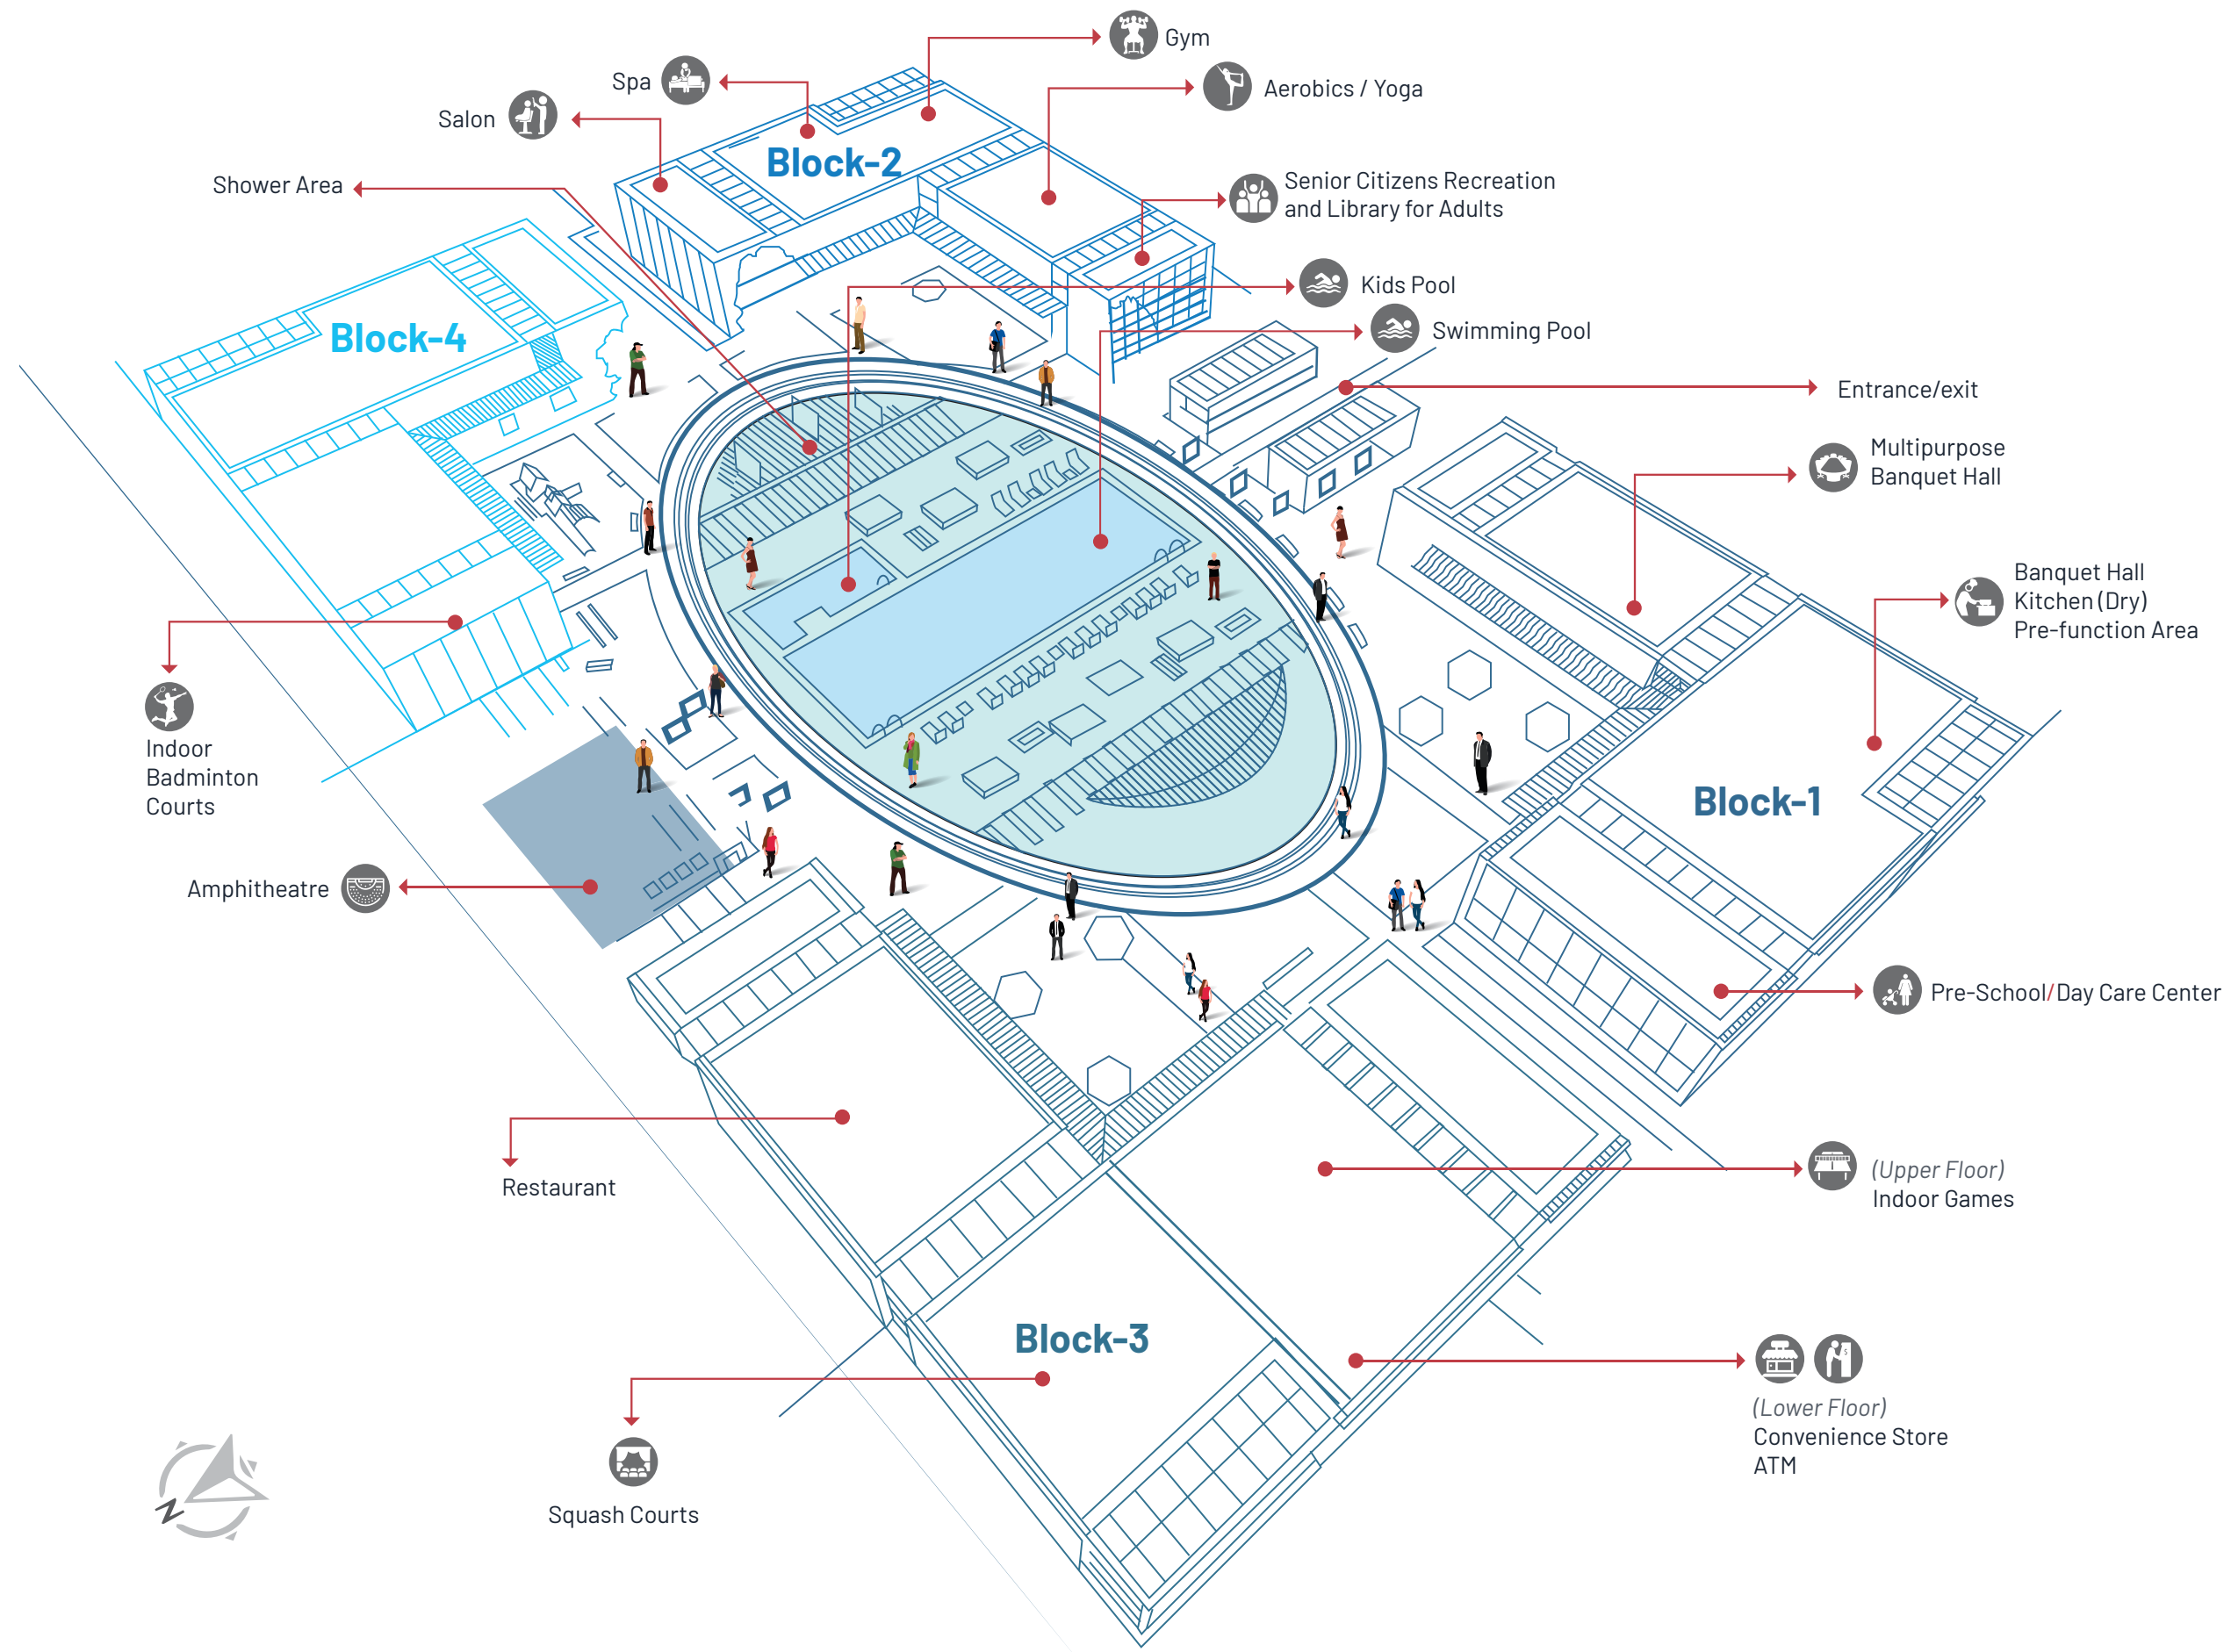 Gym
Spa
Aerobics / Yoga
Salon
Block-2
Shower Area
Senior Citizens Recreation
and Library for Adults
Kids Pool
Swimming Pool
Block-4
Entrance/exit
Multipurpose
Banquet Hall
Banquet Hall
Kitchen (Dry)
Pre-function Area
Indoor
Badminton
Courts
Block-1
Amphitheatre
Pre-School/Day Care Center
Restaurant
(Upper Floor)
Indoor Games
Block-3
(Lower Floor)
Convenience Store
ATM
Squash Courts
N